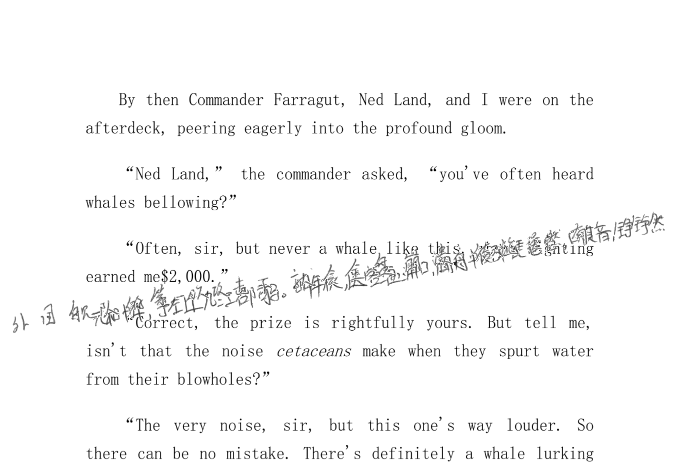 By then Commander Farragut, Ned Land, and I were on the
afterdeck, peering eagerly into the profound gloom.
“Ned Land,” the commander asked, “you've often heard
whales bellowing?”
“Often, sir, but never a whale like this, whose sighting
earned me$2,000.”
“Correct, the prize is rightfully yours. But tell me,
isn't that the noise cetaceans make when they spurt water
from their blowholes?”
“The very noise, sir, but this one's way louder. So
there can be no mistake. There's definitely a whale lurking